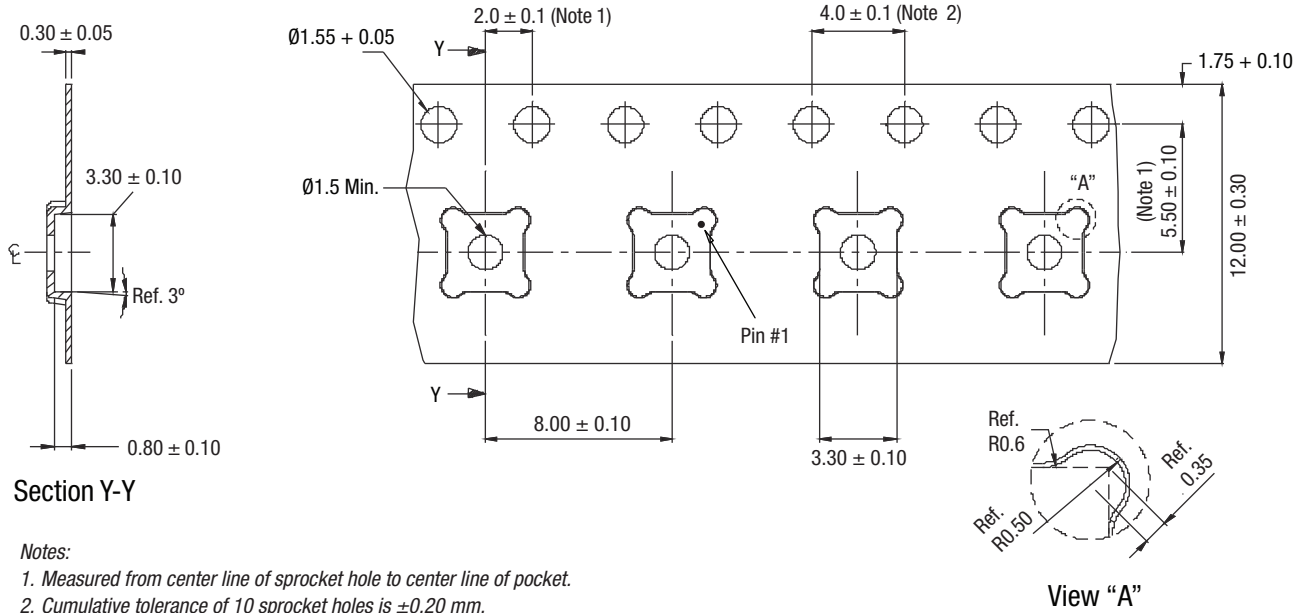 0.30 ± 0.05
3.30 ± 0.10
Ref. 3º
0.80 ± 0.10
Section Y-Y
2.0 ± 0.1 (Note 1)
4.0 ± 0.1 (Note 2)
Ø1.55 + 0.05
Y
1.75 + 0.10
Ø1.5 Min.
"A"
(Note 1)
5.50 ± 0.10
12.00 ± 0.30
Pin #1
Y
8.00 ± 0.10
3.30 ± 0.10
Ref.
R0.6
Ref.
0.35
Ref.
R0.50
View "A"
Notes:
1. Measured from center line of sprocket hole to center line of pocket.
2. Cumulative tolerance of 10 sprocket holes is ±0.20 mm.